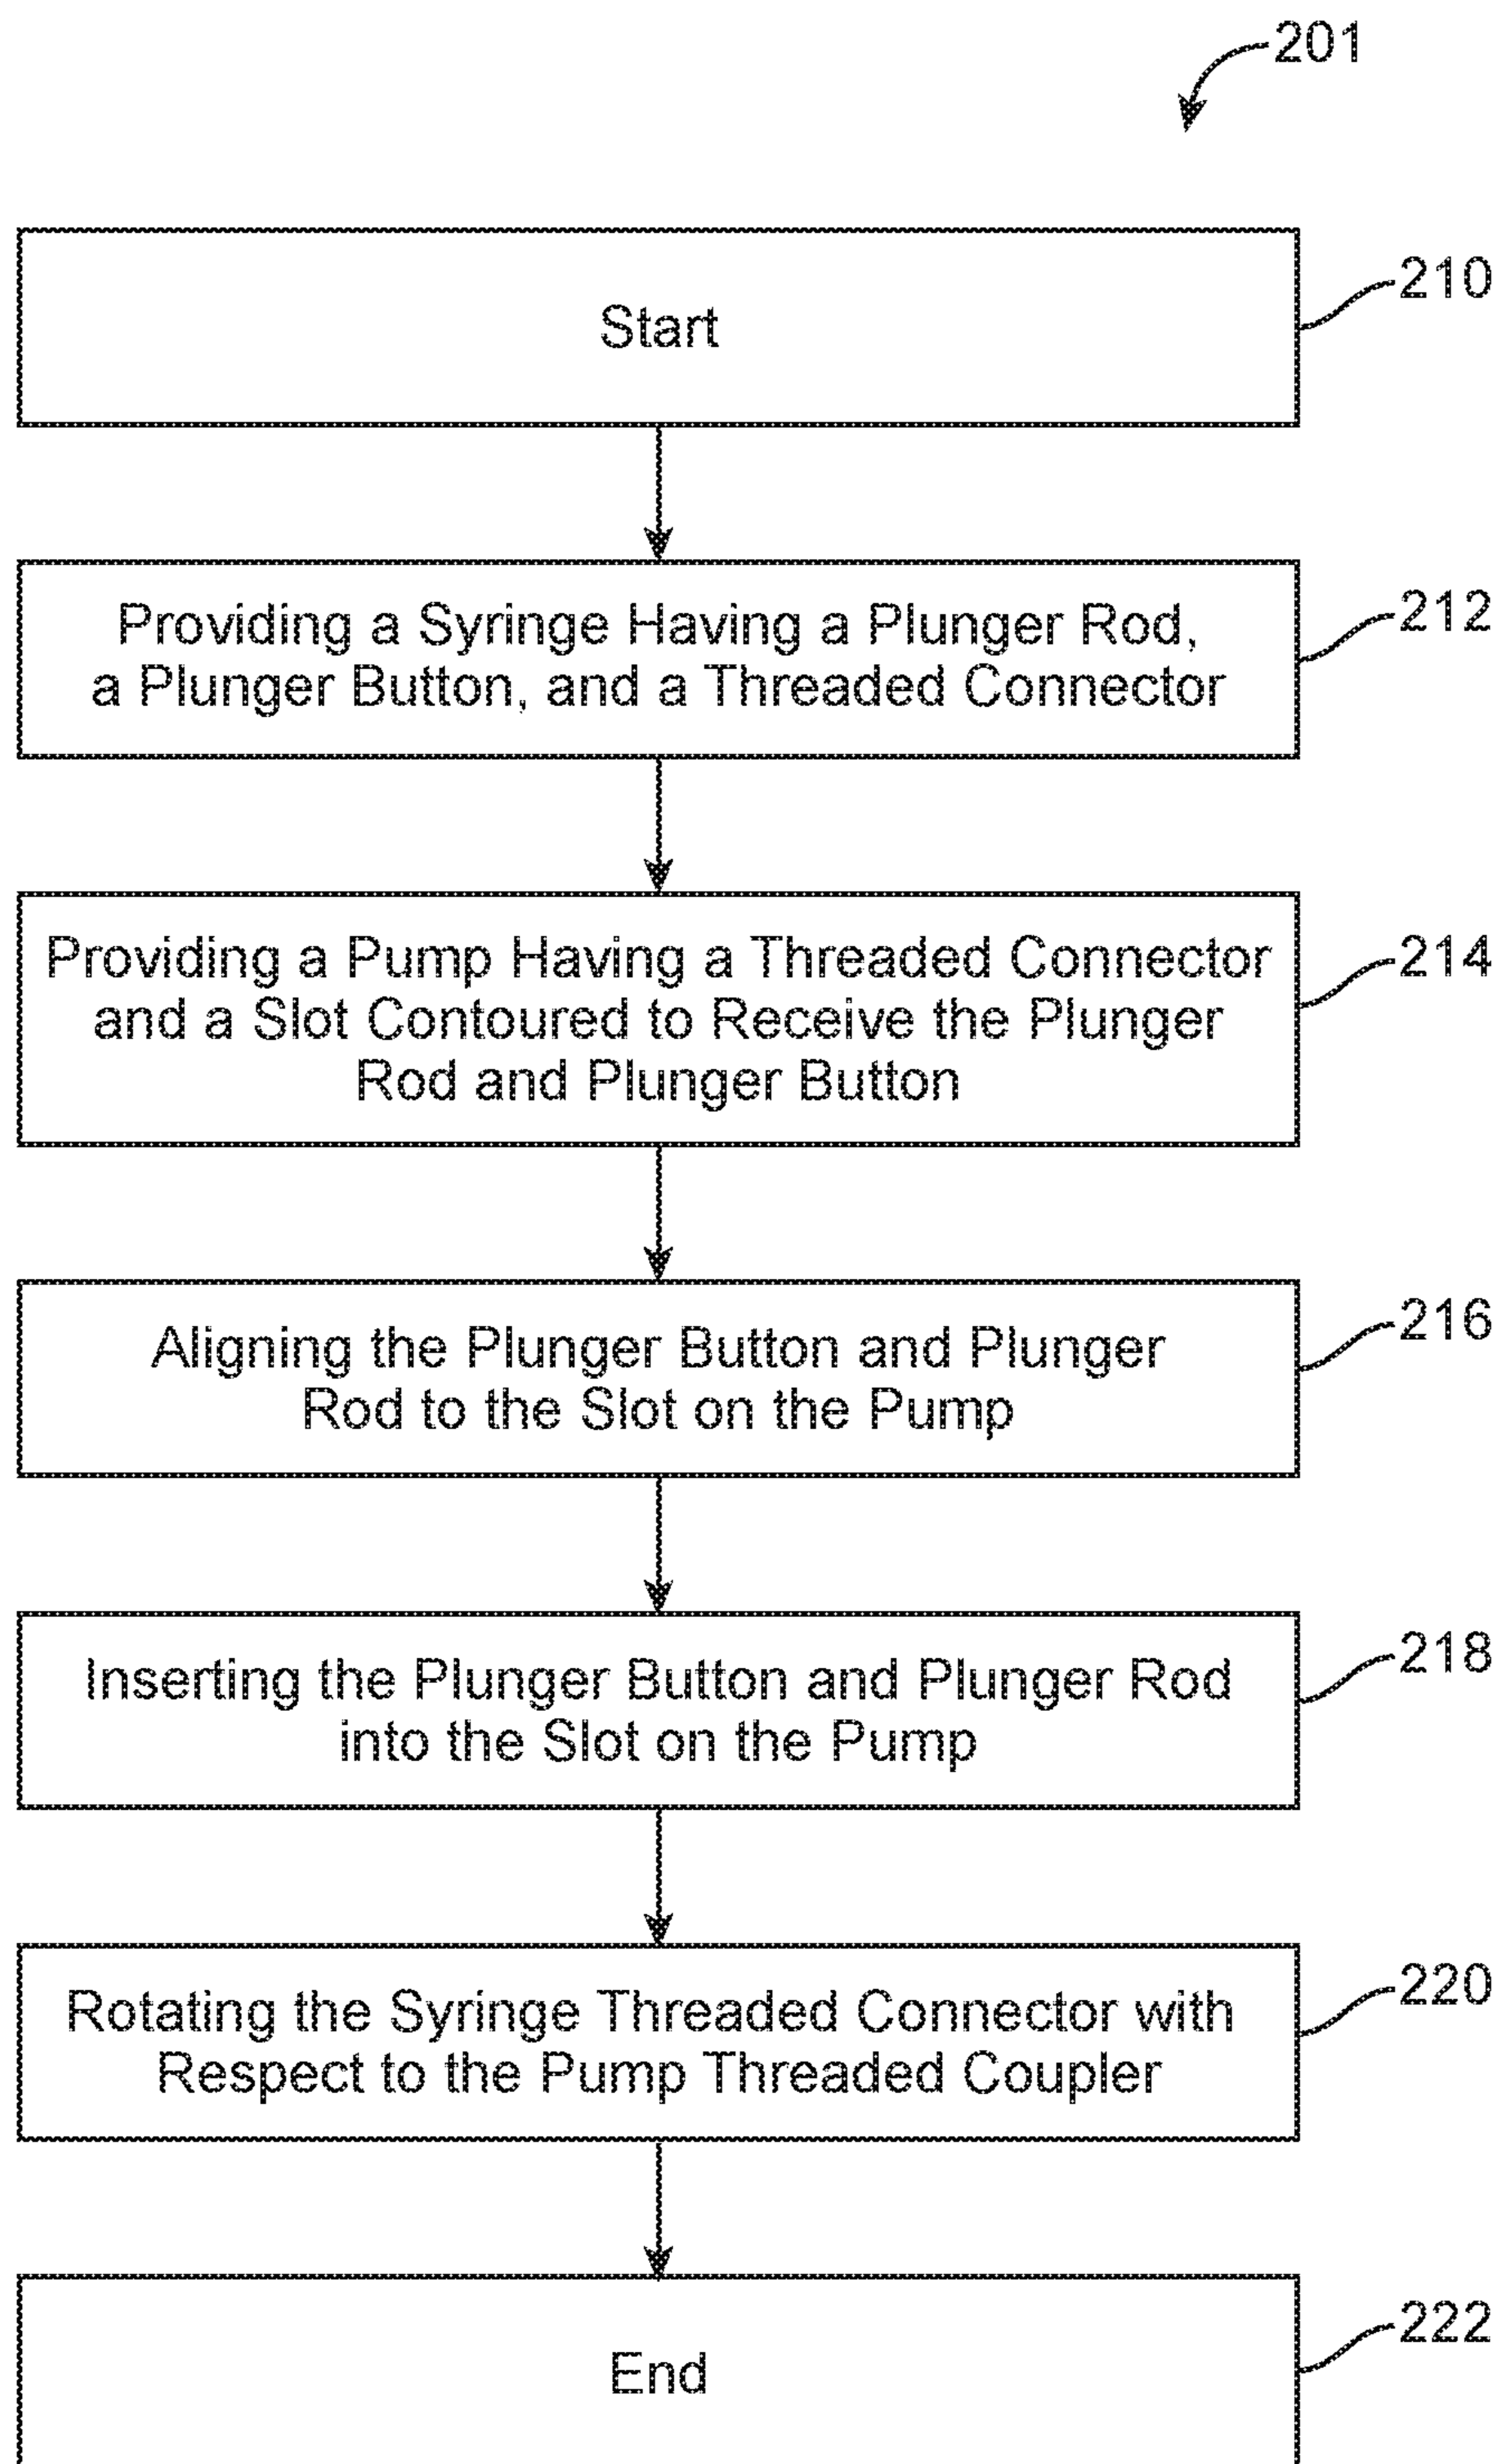 201
Start
210
Providing a Syringe Having a Plunger Rod,
a Plunger Button, and a Threaded Connector
212
Providing a Pump Having a Threaded Connector
and a Slot Contoured to Receive the Plunger
Rod and Plunger Button
214
Aligning the Plunger Button and Plunger
Rod to the Slot on the Pump
216
Inserting the Plunger Button and Plunger Rod
into the Slot on the Pump
218
Rotating the Syringe Threaded Connector with
Respect to the Pump Threaded Coupler
220
End
222